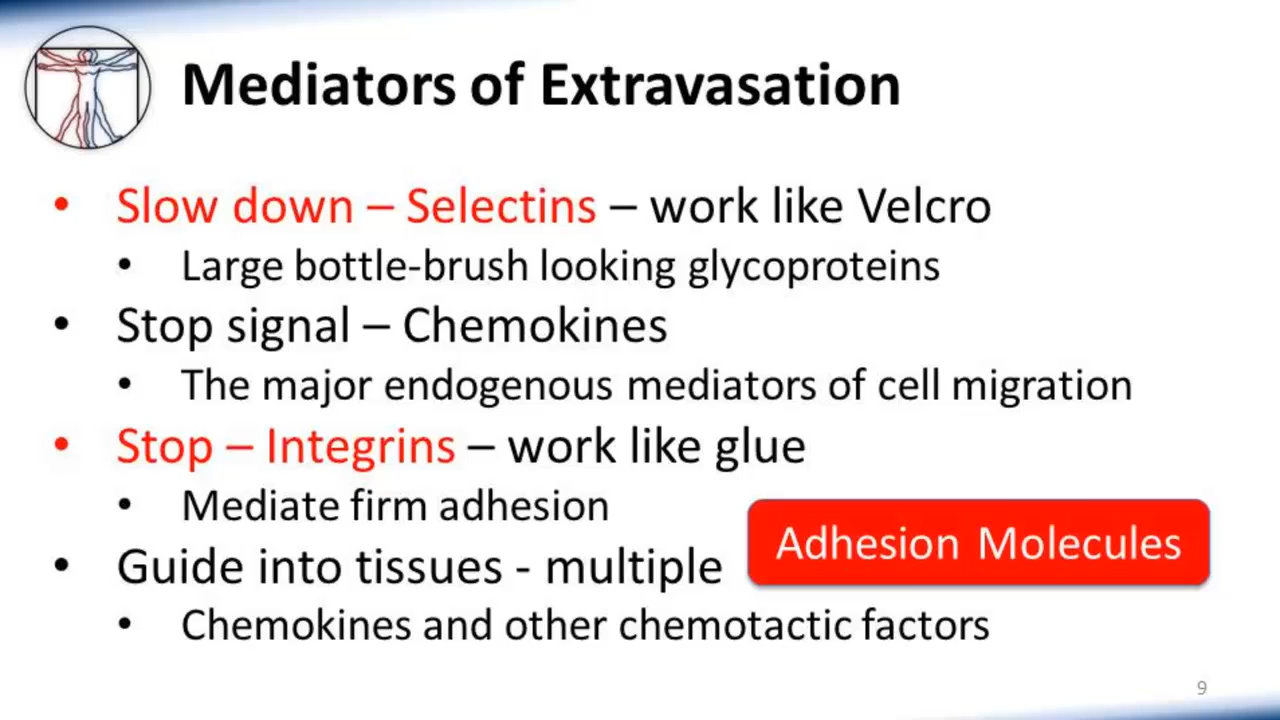 Mediators of Extravasation
• Slow down – Selectins – work like Velcro
• Large bottle-brush looking glycoproteins
• Stop signal – Chemokines
• The major endogenous mediators of cell migration
• Stop – Integrins – work like glue
• Mediate firm adhesion
Adhesion Molecules
• Guide into tissues - multiple
• Chemokines and other chemotactic factors
9